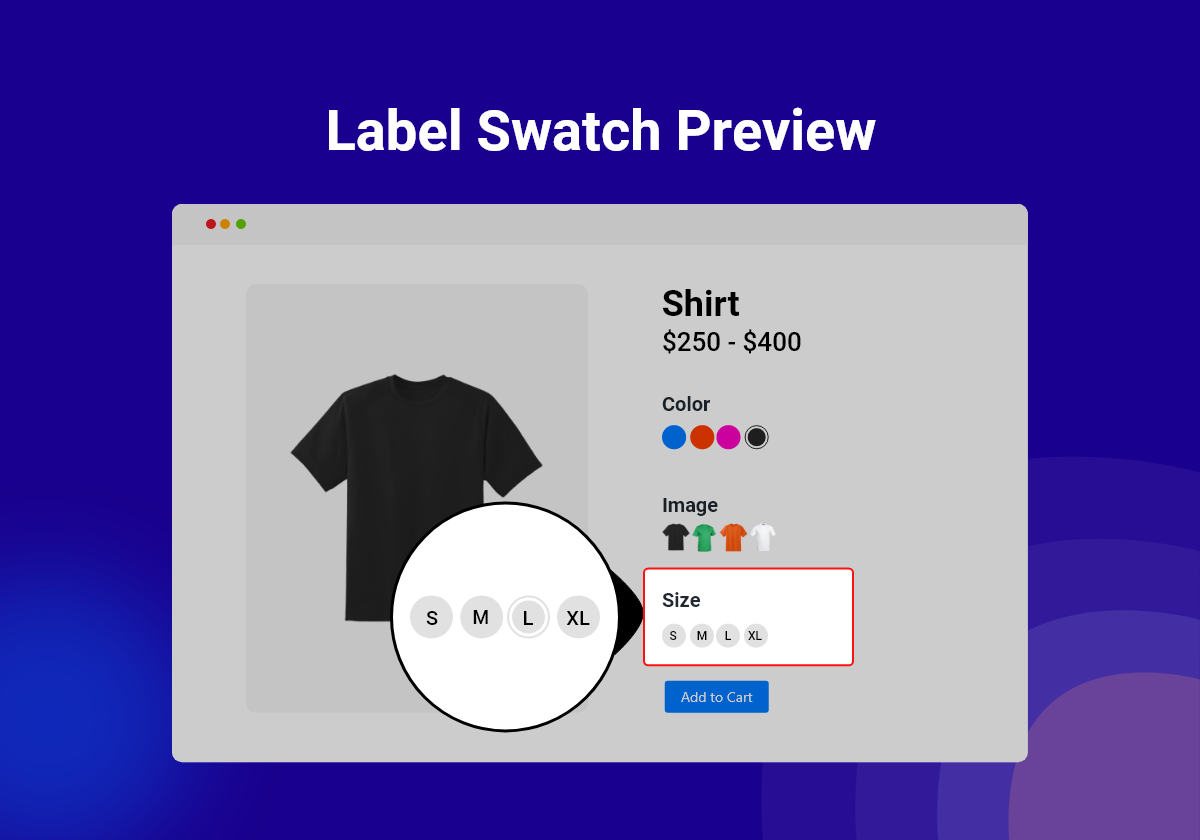 Label Swatch Preview
Shirt
$250 - $400
Color
Image
Size
S M L XL
S M L XL
Add to Cart